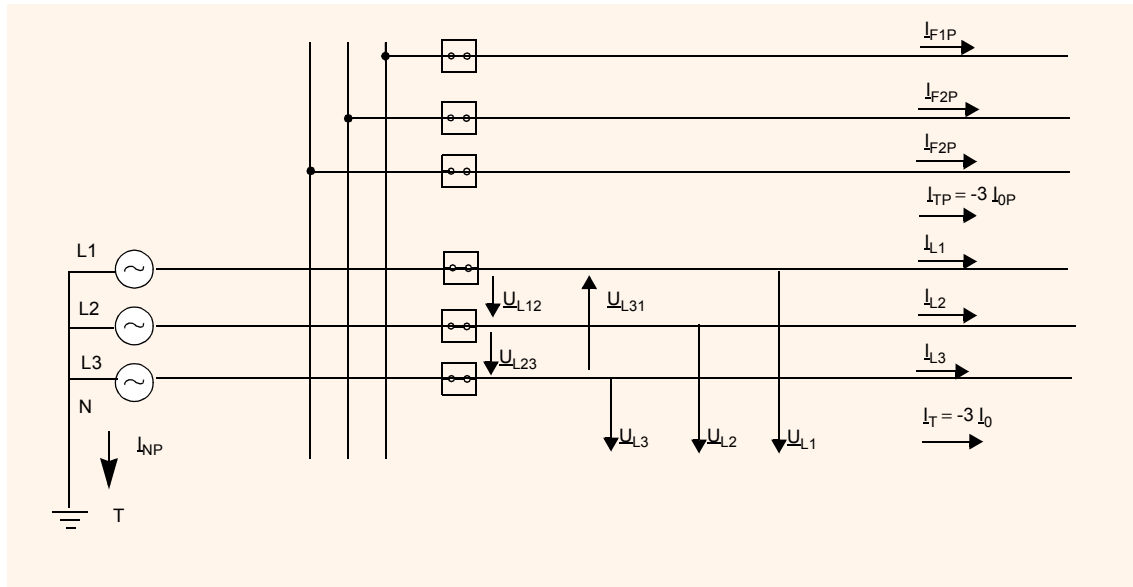 I_F1P
I_F2P
I_F2P
I_TP = -3 I_0P
L1
I_L1
L2
U_L12
U_L31
I_L2
L3
U_L23
I_L3
N
I_T = -3 I_0
I_NP
U_L3
U_L2
U_L1
T